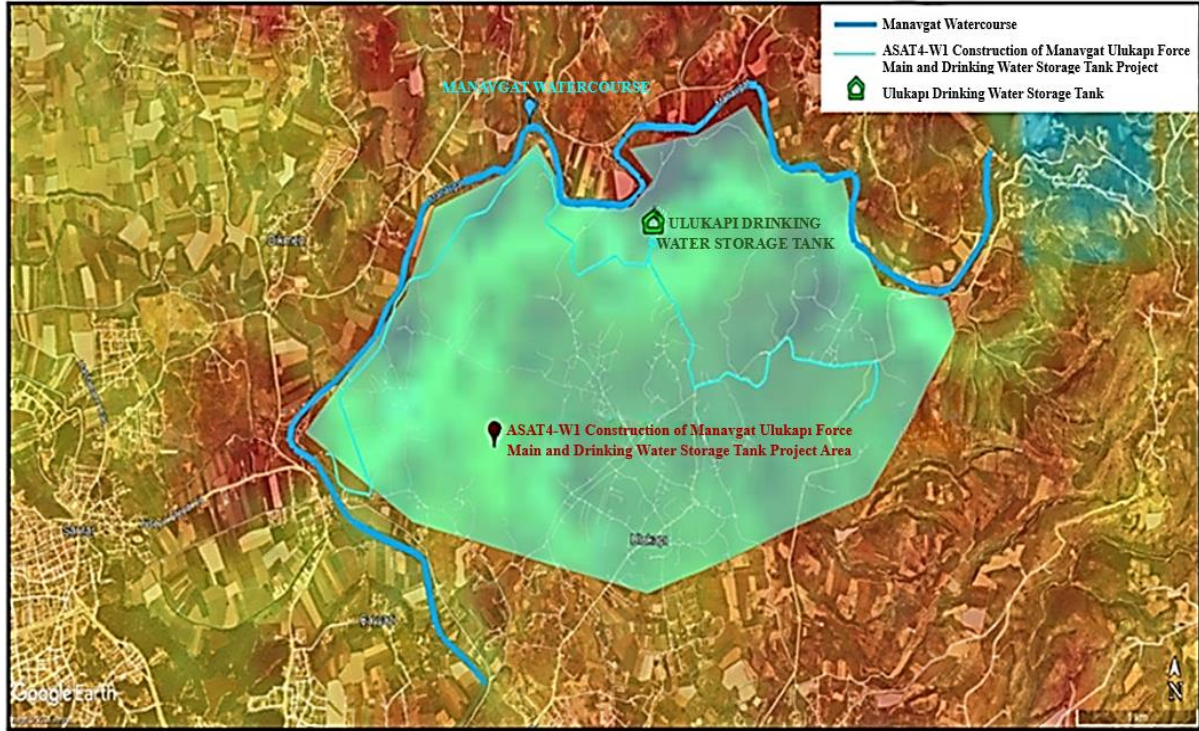 Manavgat Watercourse
ASAT4-W1 Construction of Manavgat Ulukapı Force
Main and Drinking Water Storage Tank Project
Ulukapı Drinking Water Storage Tank
MANAVGAT WATERCOURSE
ULUKAPI DRINKING
WATER STORAGE TANK
ASAT4-W1 Construction of Manavgat Ulukapı Force
Main and Drinking Water Storage Tank Project Area
Ulukapı
N
Google Earth
1 km